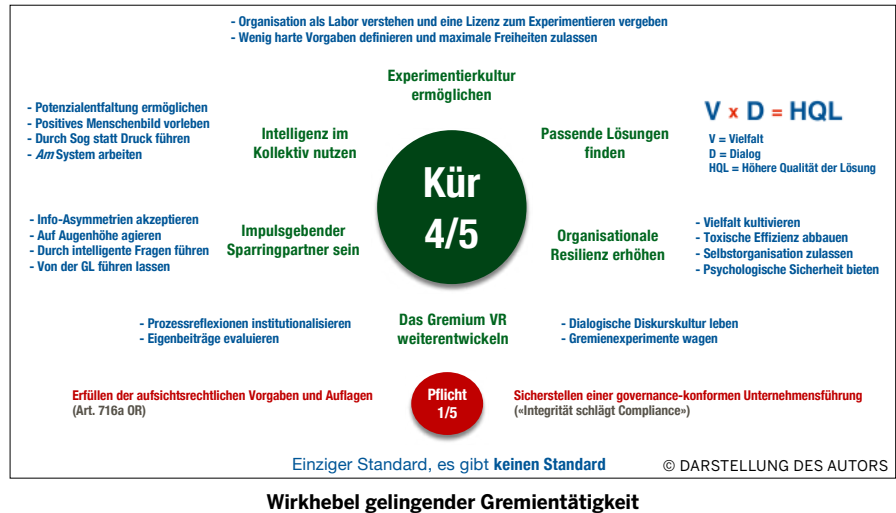 - Organisation als Labor verstehen und eine Lizenz zum Experimentieren vergeben
- Wenig harte Vorgaben definieren und maximale Freiheiten zulassen
Experimentierkultur
ermöglichen
- Potenzialentfaltung ermöglichen
- Positives Menschenbild vorleben
- Durch Sog statt Druck führen
- Am System arbeiten
Intelligenz im
Kollektiv nutzen
Passende Lösungen
finden
V x D = HQL
V = Vielfalt
D = Dialog
HQL = Höhere Qualität der Lösung
Kür
4/5
- Info-Asymmetrien akzeptieren
- Auf Augenhöhe agieren
- Durch intelligente Fragen führen
- Von der GL führen lassen
Impulsgebender
Sparringpartner sein
Organisationale
Resilienz erhöhen
- Vielfalt kultivieren
- Toxische Effizienz abbauen
- Selbstorganisation zulassen
- Psychologische Sicherheit bieten
- Prozessreflexionen institutionalisieren
- Eigenbeiträge evaluieren
Das Gremium VR
weiterentwickeln
- Dialogische Diskurskultur leben
- Gremienexperimente wagen
Erfüllen der aufsichtsrechtlichen Vorgaben und Auflagen
(Art. 716a OR)
Pflicht
1/5
Sicherstellen einer governance-konformen Unternehmensführung
(«Integrität schlägt Compliance»)
Einziger Standard, es gibt keinen Standard
© DARSTELLUNG DES AUTORS
Wirkhebel gelingender Gremientätigkeit